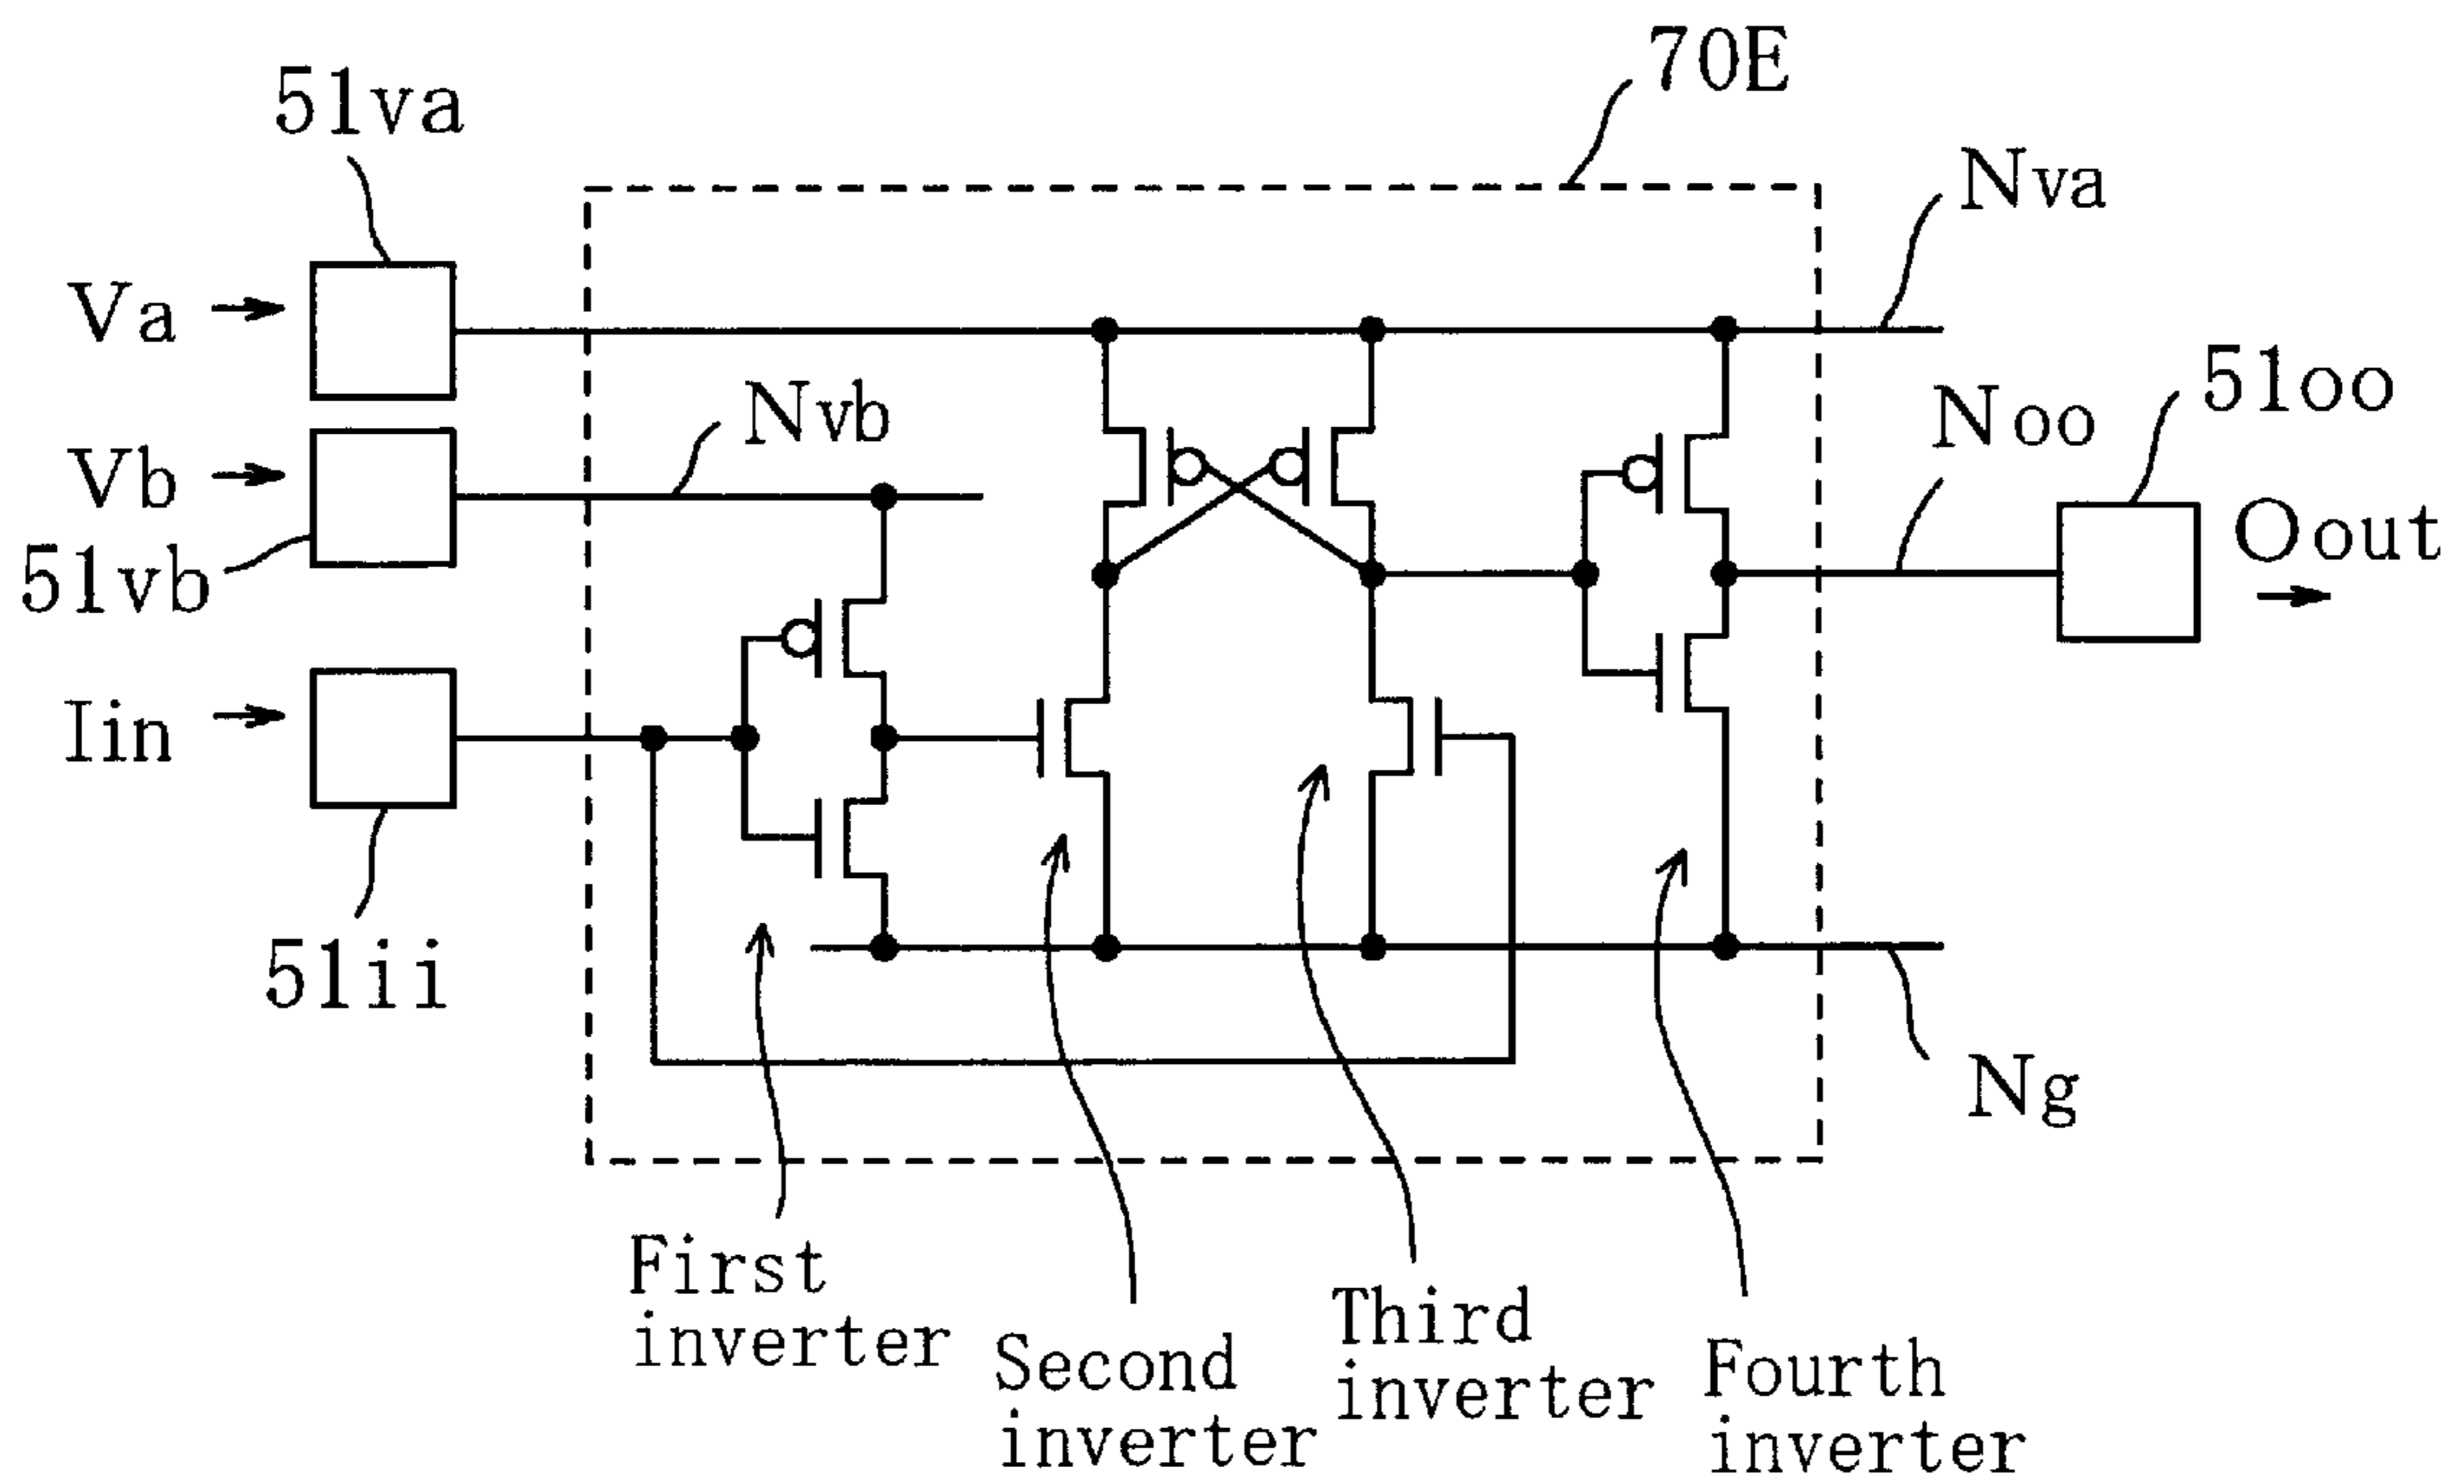 70E
51va
Nva
Va
Nvb
51oo
Noo
Vb
Oout
51vb
Iin
51ii
Ng
First
inverter
Second
inverter
Third
inverter
Fourth
inverter